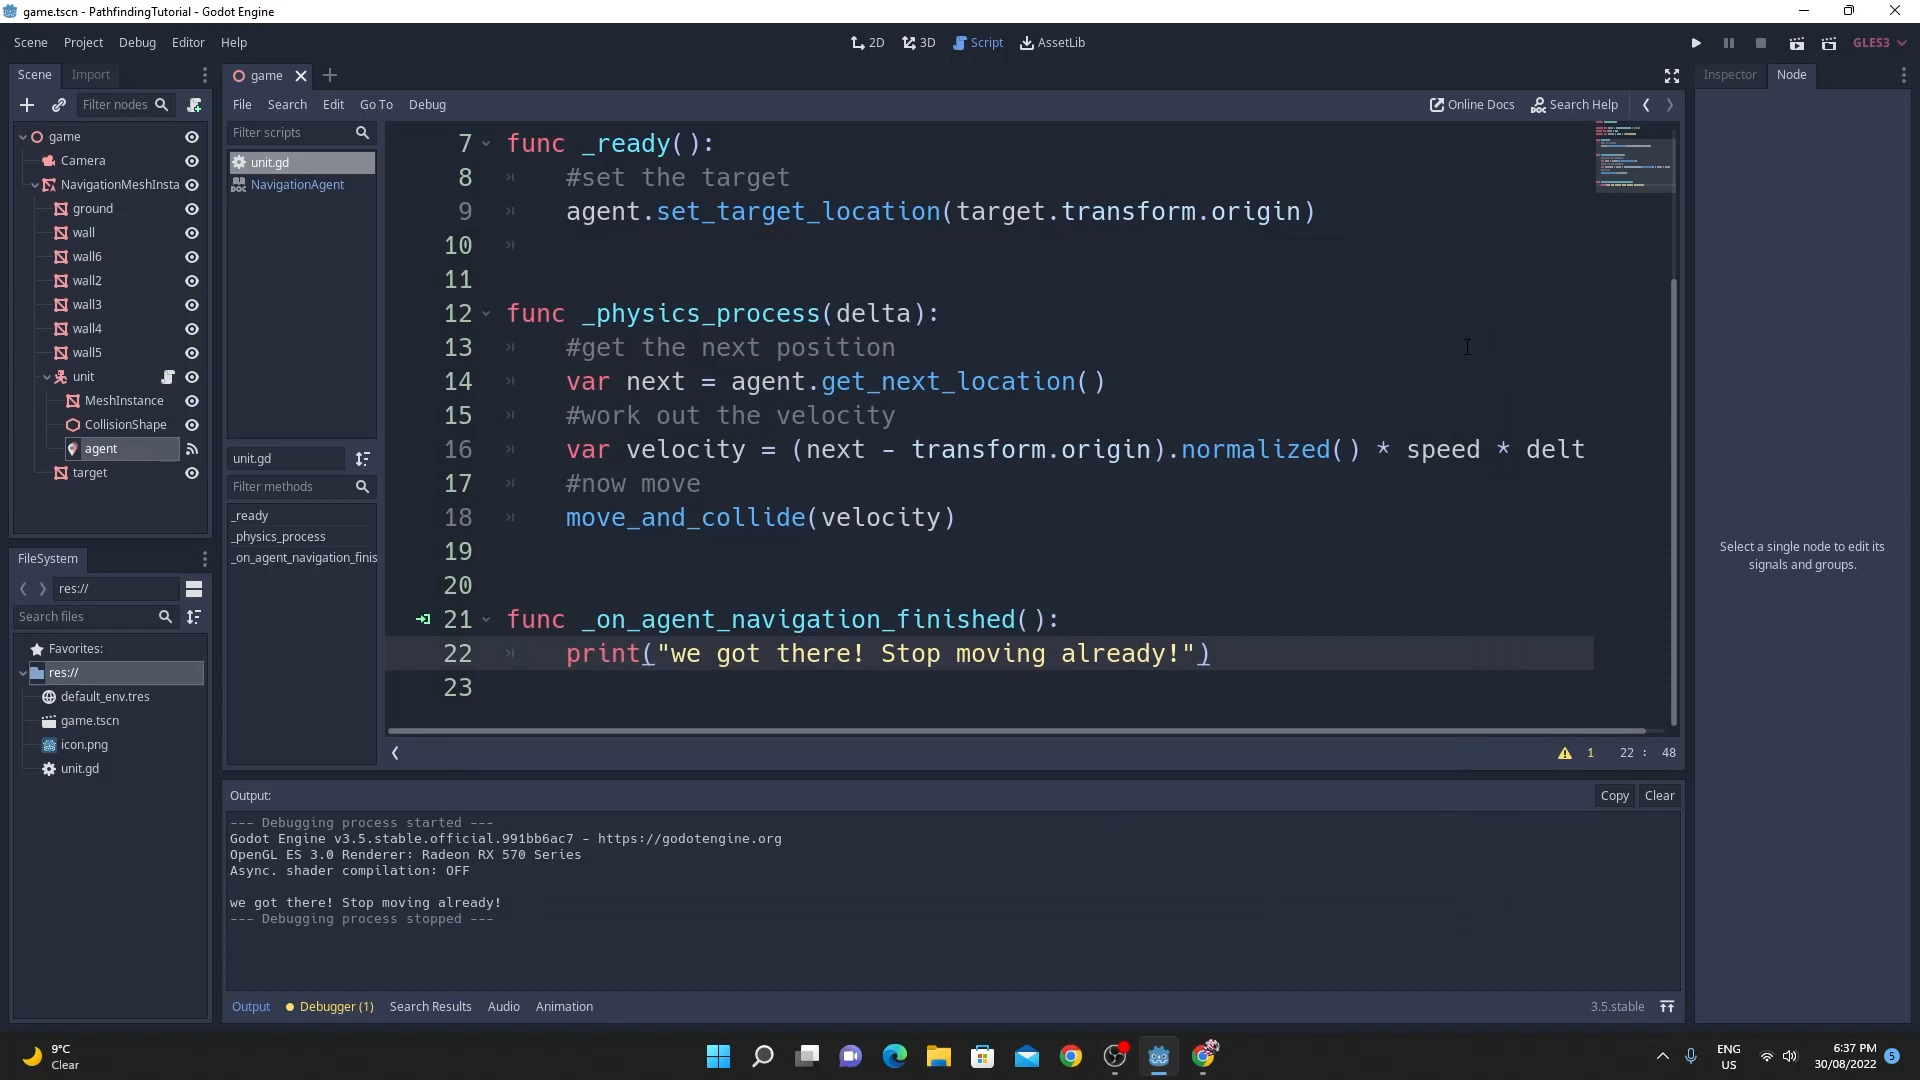 game.tscn - PathfindingTutorial - Godot Engine
Scene Project Debug Editor Help
2D 3D Script AssetLib
GLES3
Scene Import
game
Inspector Node
Filter nodes
File Search Edit Go To Debug
Online Docs Search Help
game
Camera
NavigationMeshInsta
ground
wall
wall6
wall2
wall3
wall4
wall5
unit
MeshInstance
CollisionShape
agent
target
Filter scripts
unit.gd
NavigationAgent
unit.gd
Filter methods
_ready
_physics_process
_on_agent_navigation_finis
7 func _ready():
8 #set the target
9 agent.set_target_location(target.transform.origin)
10
11
12 func _physics_process(delta):
13 #get the next position
14 var next = agent.get_next_location()
15 #work out the velocity
16 var velocity = (next - transform.origin).normalized() * speed * delt
17 #now move
18 move_and_collide(velocity)
19
20
21 func _on_agent_navigation_finished():
22 print("we got there! Stop moving already!")
23
1 22 : 48
Select a single node to edit its
signals and groups.
FileSystem
res://
Search files
Favorites:
res://
default_env.tres
game.tscn
icon.png
unit.gd
Output:
Copy Clear
--- Debugging process started ---
Godot Engine v3.5.stable.official.991bb6ac7 - https://godotengine.org
OpenGL ES 3.0 Renderer: Radeon RX 570 Series
Async. shader compilation: OFF
we got there! Stop moving already!
--- Debugging process stopped ---
Output Debugger (1) Search Results Audio Animation
3.5.stable
9°C
Clear
ENG
US
6:37 PM
30/08/2022
5